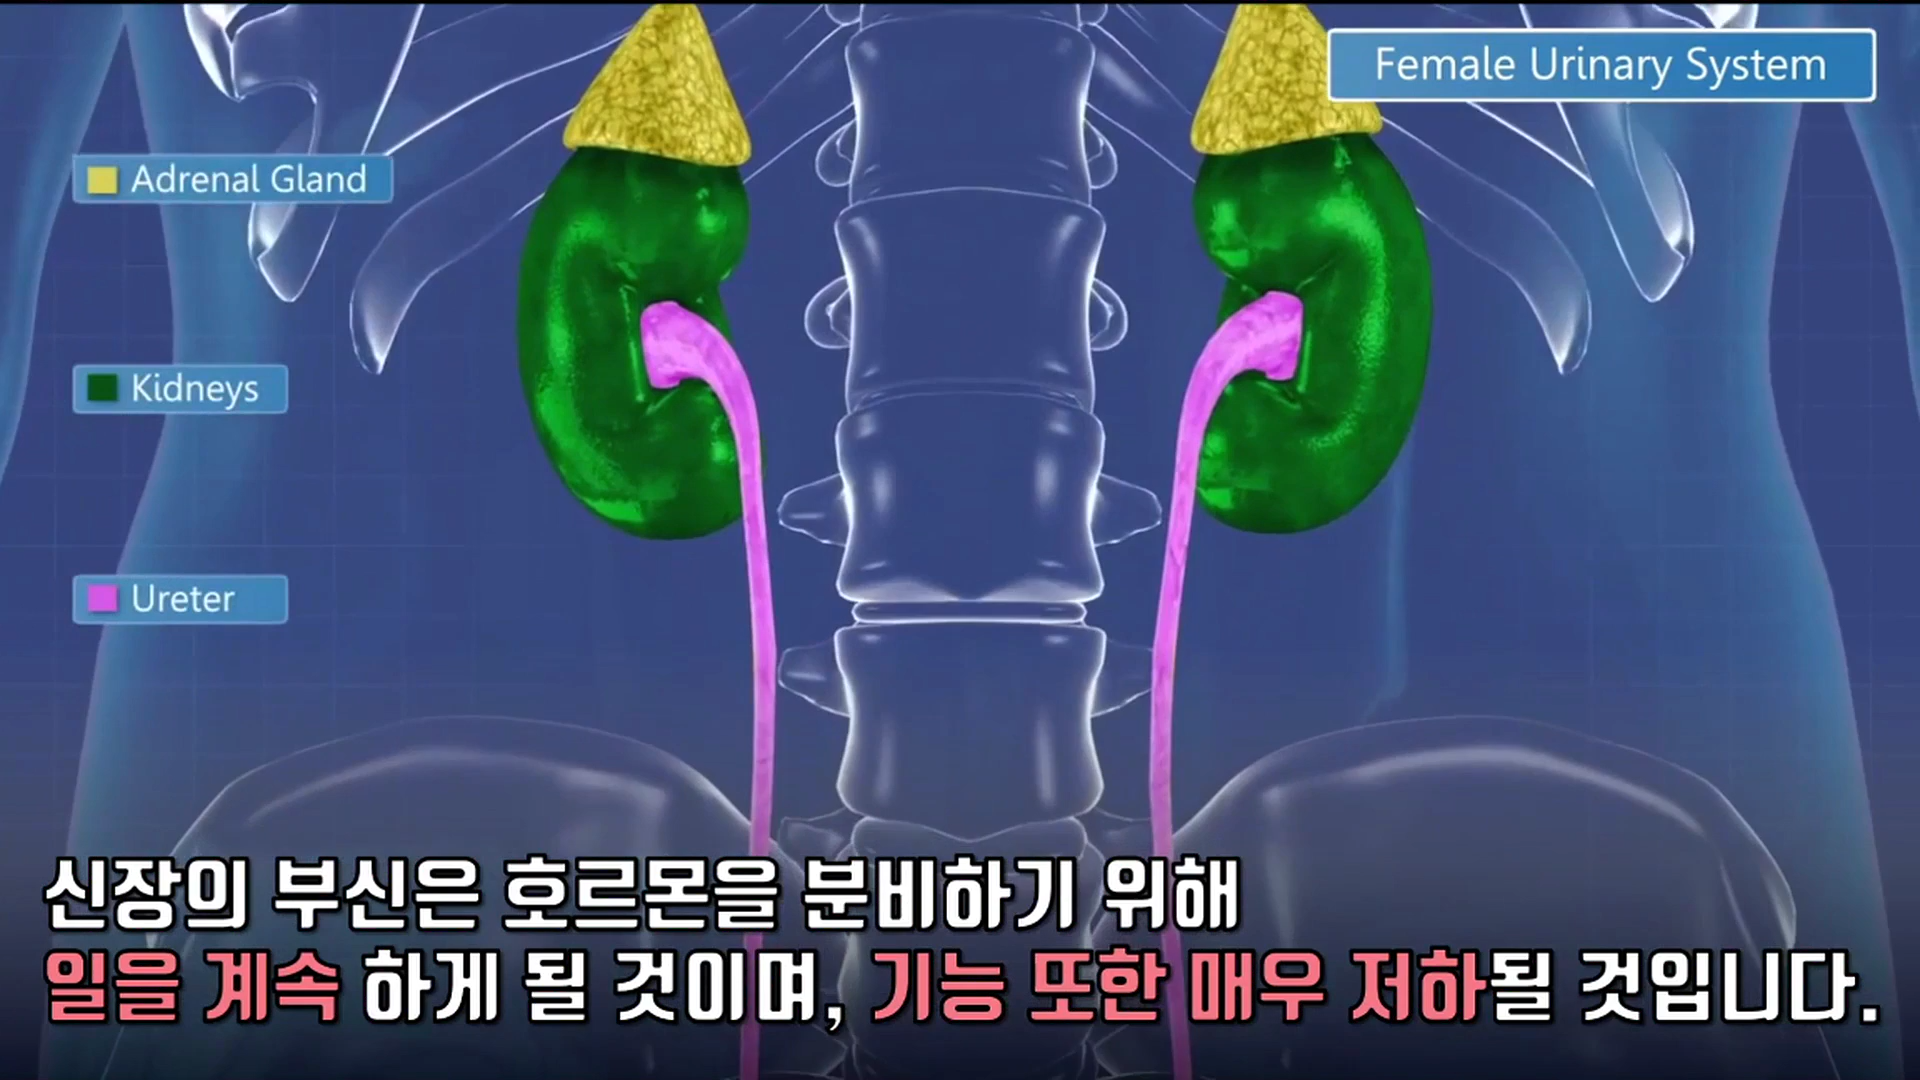 Female Urinary System
Adrenal Gland
Kidneys
Ureter
신장의 부신은 호르몬을 분비하기 위해
일을 계속 하게 될 것이며, 기능 또한 매우 저하될 것입니다.